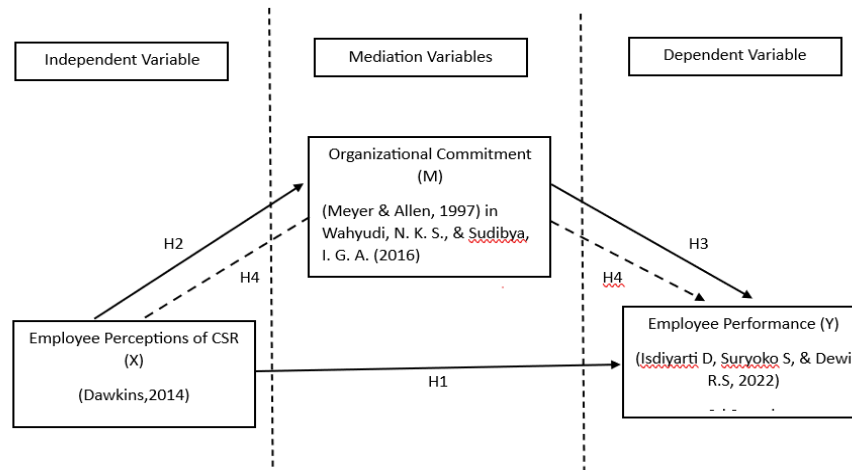 Independent Variable
Mediation Variables
Dependent Variable
Organizational Commitment
(M)
(Meyer & Allen, 1997) in
Wahyudi, N. K. S., & Sudibya,
I. G. A. (2016)
H2
H4
H3
H4
Employee Perceptions of CSR
(X)
(Dawkins,2014)
H1
Employee Performance (Y)
(Isdiyarti D, Suryoko S, & Dewi
R.S, 2022)